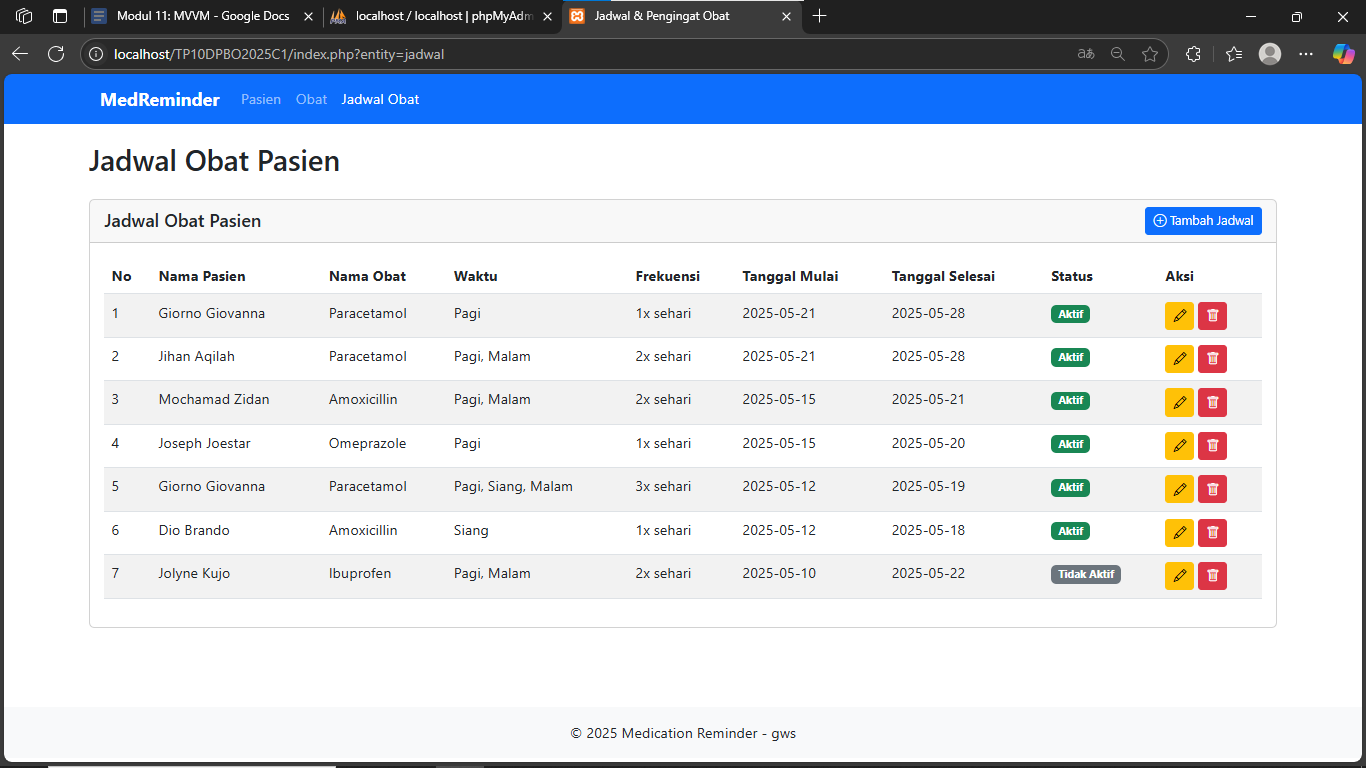 Modul 11: MVVM - Google Docs
localhost / localhost | phpMyAdm
Jadwal & Pengingat Obat
localhost/TP10DPBO2025C1/index.php?entity=jadwal
MedReminder Pasien Obat Jadwal Obat
Jadwal Obat Pasien
Jadwal Obat Pasien Tambah Jadwal
No Nama Pasien Nama Obat Waktu Frekuensi Tanggal Mulai Tanggal Selesai Status Aksi
1 Giorno Giovanna Paracetamol Pagi 1x sehari 2025-05-21 2025-05-28 Aktif
2 Jihan Aqilah Paracetamol Pagi, Malam 2x sehari 2025-05-21 2025-05-28 Aktif
3 Mochamad Zidan Amoxicillin Pagi, Malam 2x sehari 2025-05-15 2025-05-21 Aktif
4 Joseph Joestar Omeprazole Pagi 1x sehari 2025-05-15 2025-05-20 Aktif
5 Giorno Giovanna Paracetamol Pagi, Siang, Malam 3x sehari 2025-05-12 2025-05-19 Aktif
6 Dio Brando Amoxicillin Siang 1x sehari 2025-05-12 2025-05-18 Aktif
7 Jolyne Kujo Ibuprofen Pagi, Malam 2x sehari 2025-05-10 2025-05-22 Tidak Aktif
© 2025 Medication Reminder - gws